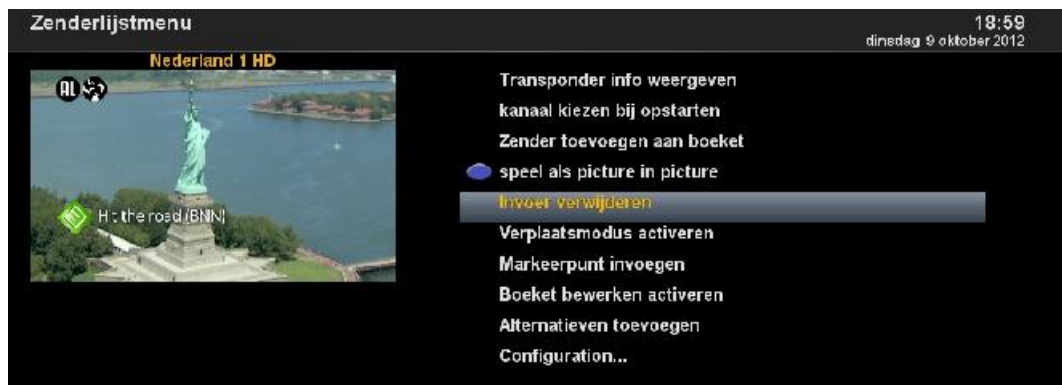 Zenderlijstmenu
18:59
dinsdag 9 oktober 2012
Nederland 1 HD
AL
Hit the road (BNN)
Transponder info weergeven
kanaal kiezen bij opstarten
Zender toevoegen aan boeket
speel als picture in picture
Invoer verwijderen
Verplaatsmodus activeren
Markeerpunt invoegen
Boeket bewerken activeren
Alternatieven toevoegen
Configuration...